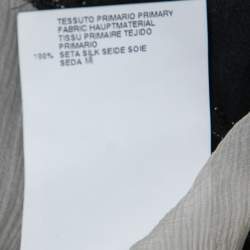 TESSUTO PRIMARIO PRIMARY
FABRIC HAUPTMATERIAL
TISSU PRIMAIRE TEJIDO
PRIMARIO
100% SETA SILK SEIDE SOIE
SEDA